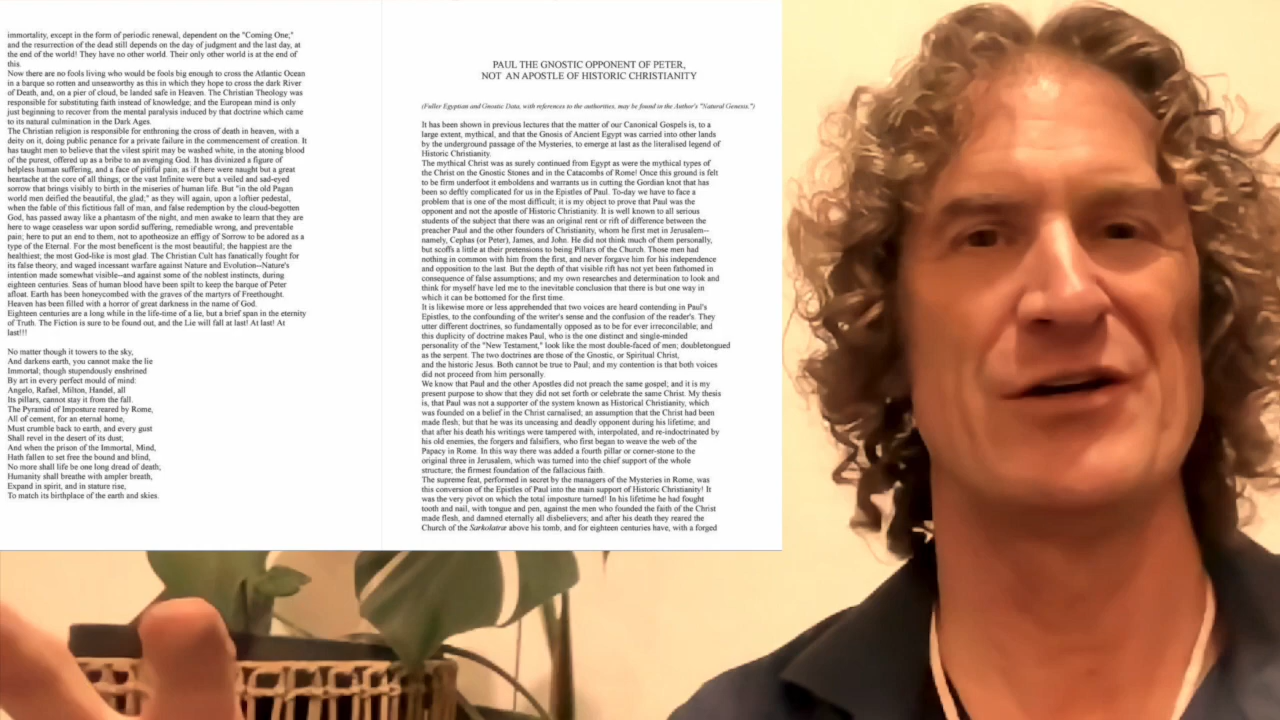 immortality, except in the form of periodic renewal, dependent on the "Coming One;"
and the resurrection of the dead still depends on the day of judgment and the last day, at
the end of the world! They have no other world. Their only other world is at the end of
this.
Now there are no fools living who would be fools big enough to cross the Atlantic Ocean
in a barque so rotten and unseaworthy as this in which they hope to cross the dark River
of Death, and, on a pier of cloud, be landed safe in Heaven. The Christian Theology was
responsible for substituting faith instead of knowledge; and the European mind is only
just beginning to recover from the mental paralysis induced by that doctrine which came
to its natural culmination in the Dark Ages.
The Christian religion is responsible for enthroning the cross of death in heaven, with a
deity on it, doing public penance for a private failure in the commencement of creation. It
has taught men to believe that the vilest spirit may be washed white, in the atoning blood
of the purest, offered up as a bribe to an avenging God. It has divinized a figure of
helpless human suffering, and a face of pitiful pain; as if there were naught but a great
heartache at the core of all things; or the vast Infinite were but a veiled and sad-eyed
sorrow that brings visibly to birth in the miseries of human life. But "in the old Pagan
world men deified the beautiful, the glad;" as they will again, upon a loftier pedestal,
when the fable of this fictitious fall of man, and false redemption by the cloud-begotten
God, has passed away like a phantasm of the night, and men awake to learn that they are
here to wage ceaseless war upon sordid suffering, remediable wrong, and preventable
pain; here to put an end to them, not to apotheosize an effigy of Sorrow to be adored as a
type of the Eternal. For the most beneficent is the most beautiful; the happiest are the
healthiest; the most God-like is most glad. The Christian Cult has fanatically fought for
its false theory, and waged incessant warfare against Nature and Evolution--Nature's
intention made somewhat visible--and against some of the noblest instincts, during
eighteen centuries. Seas of human blood have been spilt to keep the barque of Peter
afloat. Earth has been honeycombed with the graves of the martyrs of Freethought.
Heaven has been filled with a horror of great darkness in the name of God.
Eighteen centuries are a long while in the life-time of a lie, but a brief span in the eternity
of Truth. The Fiction is sure to be found out, and the Lie will fall at last! At last! At
last!!!
No matter though it towers to the sky,
And darkens earth, you cannot make the lie
Immortal; though stupendously enshrined
By art in every perfect mould of mind:
Angelo, Rafael, Milton, Handel, all
Its pillars, cannot stay it from the fall.
The Pyramid of Imposture reared by Rome,
All of cement, for an eternal home,
Must crumble back to earth, and every gust
Shall revel in the desert of its dust;
And when the prison of the Immortal, Mind,
Hath fallen to set free the bound and blind,
No more shall life be one long dread of death;
Humanity shall breathe with ampler breath,
Expand in spirit, and in stature rise,
To match its birthplace of the earth and skies.
PAUL THE GNOSTIC OPPONENT OF PETER,
NOT AN APOSTLE OF HISTORIC CHRISTIANITY
(Fuller Egyptian and Gnostic Data, with references to the authorities, may be found in the Author's "Natural Genesis.")
It has been shown in previous lectures that the matter of our Canonical Gospels is, to a
large extent, mythical, and that the Gnosis of Ancient Egypt was carried into other lands
by the underground passage of the Mysteries, to emerge at last as the literalised legend of
Historic Christianity.
The mythical Christ was as surely continued from Egypt as were the mythical types of
the Christ on the Gnostic Stones and in the Catacombs of Rome! Once this ground is felt
to be firm underfoot it emboldens and warrants us in cutting the Gordian knot that has
been so deftly complicated for us in the Epistles of Paul. To-day we have to face a
problem that is one of the most difficult; it is my object to prove that Paul was the
opponent and not the apostle of Historic Christianity. It is well known to all serious
students of the subject that there was an original rent or rift of difference between the
preacher Paul and the other founders of Christianity, whom he first met in Jerusalem--
namely, Cephas (or Peter), James, and John. He did not think much of them personally,
but scoffs a little at their pretensions to being Pillars of the Church. Those men had
nothing in common with him from the first, and never forgave him for his independence
and opposition to the last. But the depth of that visible rift has not yet been fathomed in
consequence of false assumptions; and my own researches and determination to look and
think for myself have led me to the inevitable conclusion that there is but one way in
which it can be bottomed for the first time.
It is likewise more or less apprehended that two voices are heard contending in Paul's
Epistles, to the confounding of the writer's sense and the confusion of the reader's. They
utter different doctrines, so fundamentally opposed as to be for ever irreconcilable; and
this duplicity of doctrine makes Paul, who is the one distinct and single-minded
personality of the "New Testament," look like the most double-faced of men; doubletongued
as the serpent. The two doctrines are those of the Gnostic, or Spiritual Christ,
and the historic Jesus. Both cannot be true to Paul; and my contention is that both voices
did not proceed from him personally.
We know that Paul and the other Apostles did not preach the same gospel; and it is my
present purpose to show that they did not set forth or celebrate the same Christ. My thesis
is, that Paul was not a supporter of the system known as Historical Christianity, which
was founded on a belief in the Christ carnalised; an assumption that the Christ had been
made flesh; but that he was its unceasing and deadly opponent during his lifetime; and
that after his death his writings were tampered with, interpolated, and re-indoctrinated by
his old enemies, the forgers and falsifiers, who first began to weave the web of the
Papacy in Rome. In this way there was added a fourth pillar or corner-stone to the
original three in Jerusalem, which was turned into the chief support of the whole
structure; the firmest foundation of the fallacious faith.
The supreme feat, performed in secret by the managers of the Mysteries in Rome, was
this conversion of the Epistles of Paul into the main support of Historic Christianity! It
was the very pivot on which the total imposture turned! In his lifetime he had fought
tooth and nail, with tongue and pen, against the men who founded the faith of the Christ
made flesh, and damned eternally all disbelievers; and after his death they reared the
Church of the Sarkolatræ above his tomb, and for eighteen centuries have, with a forged